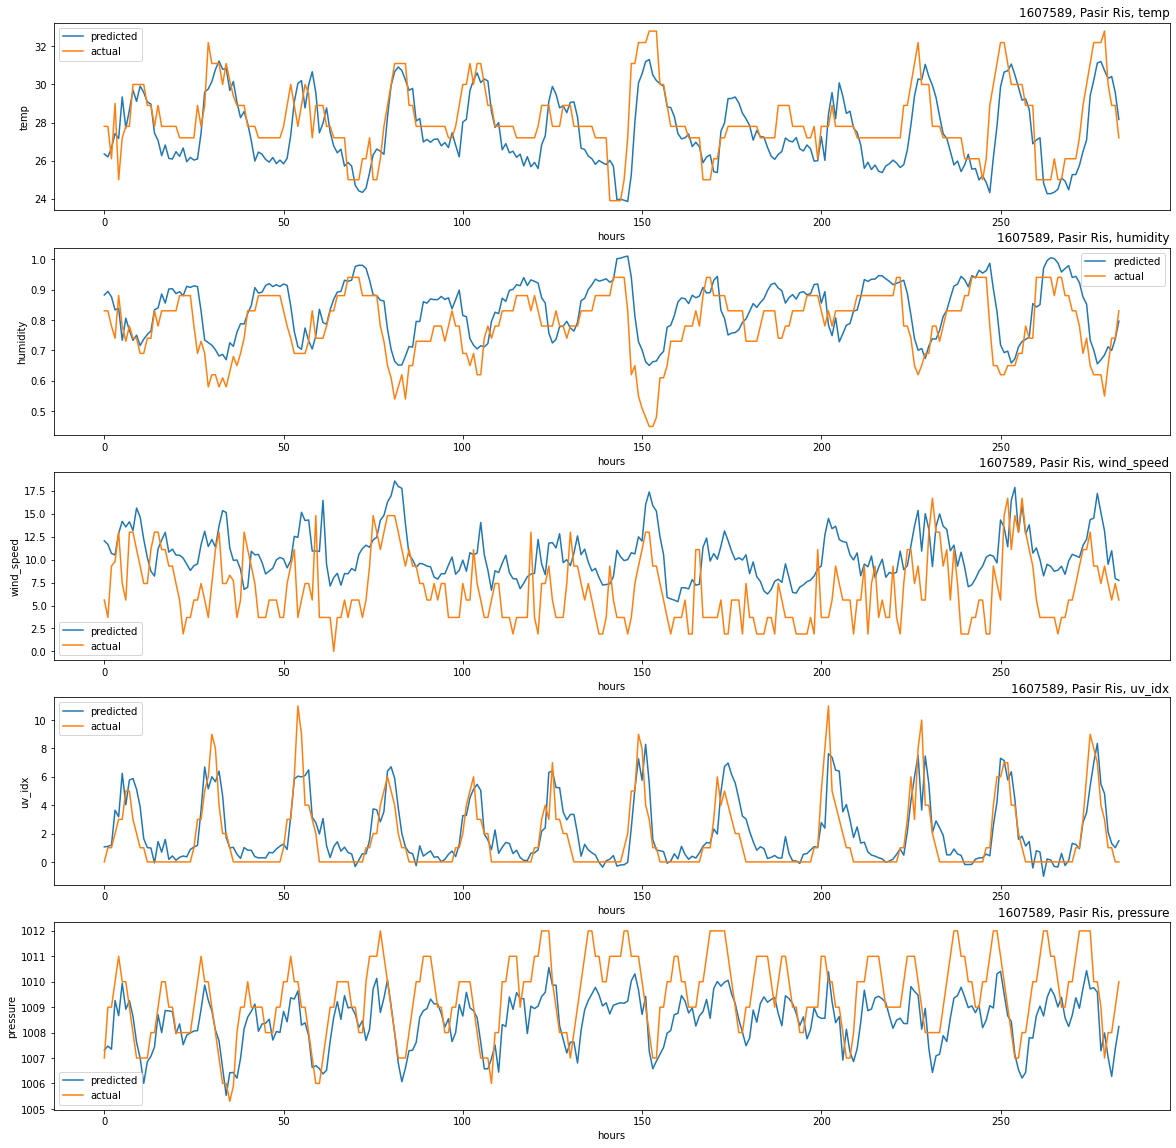 1607589, Pasir Ris, temp
predicted
actual
temp
32
30
28
26
24
0 50 100 150 200 250
hours
1607589, Pasir Ris, humidity
predicted
actual
humidity
1.0
0.9
0.8
0.7
0.6
0.5
0 50 100 150 200 250
hours
1607589, Pasir Ris, wind_speed
wind_speed
17.5
15.0
12.5
10.0
7.5
5.0
2.5
0.0
predicted
actual
0 50 100 150 200 250
hours
1607589, Pasir Ris, uv_idx
predicted
actual
uv_idx
10
8
6
4
2
0
0 50 100 150 200 250
hours
1607589, Pasir Ris, pressure
pressure
1012
1011
1010
1009
1008
1007
1006
1005
predicted
actual
0 50 100 150 200 250
hours